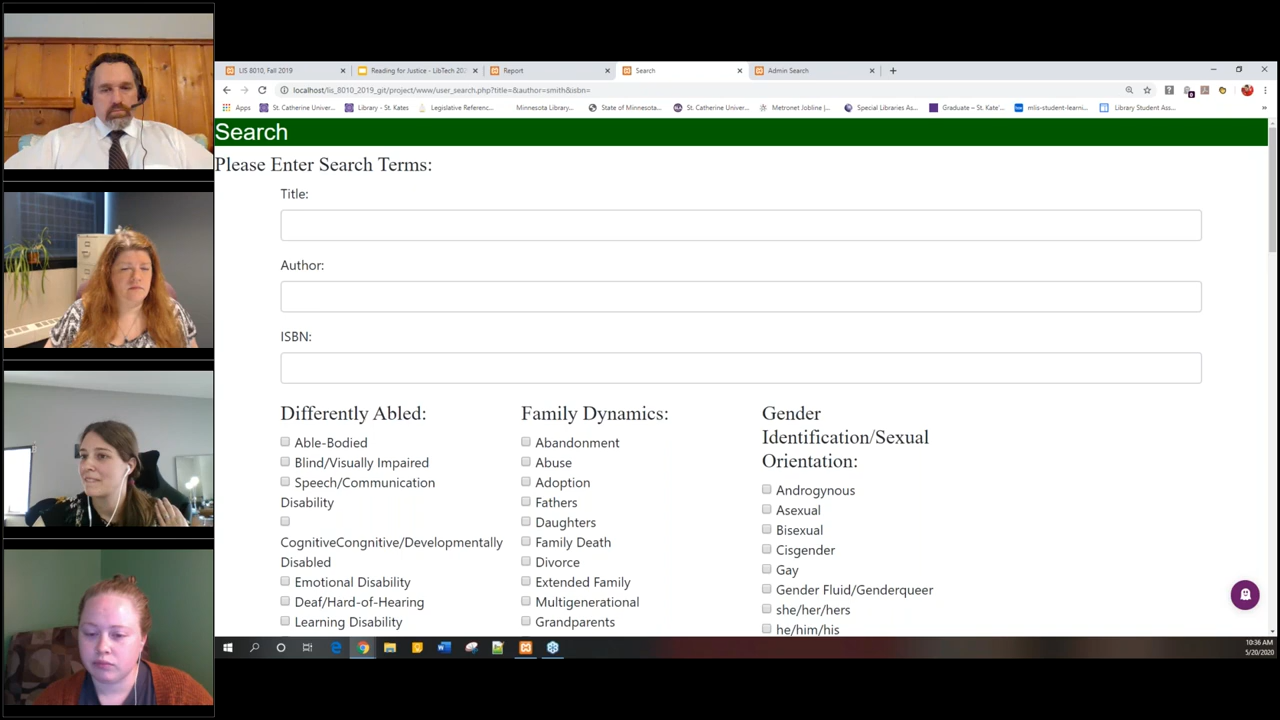 LIS 8010, Fall 2019
Reading for Justice - LibTech 202
Report
Search
Admin Search
localhost/lis_8010_2019_git/project/www/user_search.php?title=&author=smith&isbn=
Apps
St. Catherine Univer...
Library - St. Kates
Legislative Referenc...
Minnesota Library...
State of Minnesota...
St. Catherine Univer...
Metronet Jobline |...
Special Libraries As...
Graduate – St. Kate'...
mlis-student-learni...
Library Student Ass...
Search
Please Enter Search Terms:
Title:
Author:
ISBN:
Differently Abled:
Able-Bodied
Blind/Visually Impaired
Speech/Communication
Disability
CognitiveCongnitive/Developmentally
Disabled
Emotional Disability
Deaf/Hard-of-Hearing
Learning Disability
Family Dynamics:
Abandonment
Abuse
Adoption
Fathers
Daughters
Family Death
Divorce
Extended Family
Multigenerational
Grandparents
Gender
Identification/Sexual
Orientation:
Androgynous
Asexual
Bisexual
Cisgender
Gay
Gender Fluid/Genderqueer
she/her/hers
he/him/his
10:36 AM
5/20/2020